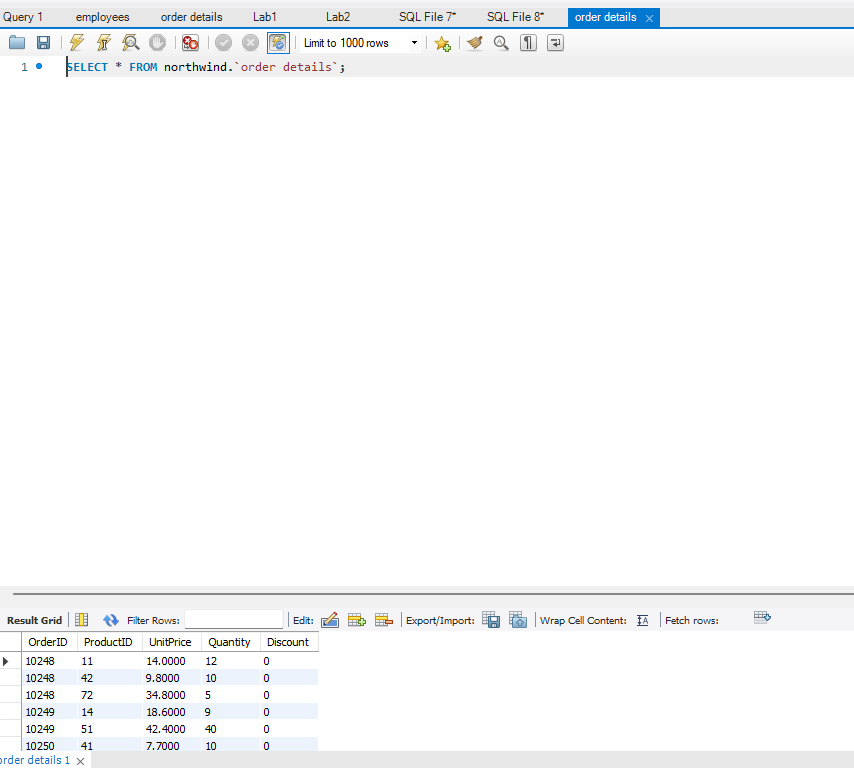 Query 1 employees order details Lab1 Lab2 SQL File 7* SQL File 8* order details
Limit to 1000 rows
1 SELECT * FROM northwind.`order details`;
Result Grid Filter Rows: Edit: Export/Import: Wrap Cell Content: Fetch rows:
OrderID ProductID UnitPrice Quantity Discount
10248 11 14.0000 12 0
10248 42 9.8000 10 0
10248 72 34.8000 5 0
10249 14 18.6000 9 0
10249 51 42.4000 40 0
10250 41 7.7000 10 0
order details 1